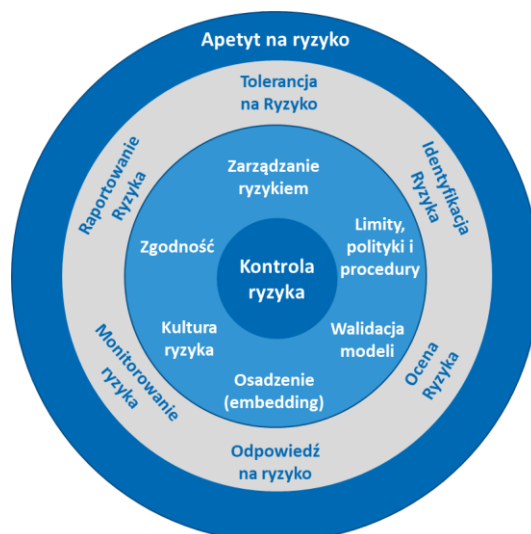 Apetyt na ryzyko
Tolerancja
na Ryzyko
Identyfikacja
Ryzyka
Ocena
Ryzyka
Odpowiedź
na ryzyko
Monitorowanie
ryzyka
Raportowanie
Ryzyka
Zarządzanie
ryzykiem
Limity,
polityki i
procedury
Walidacja
modeli
Osadzenie
(embedding)
Kultura
ryzyka
Zgodność
Kontrola
ryzyka